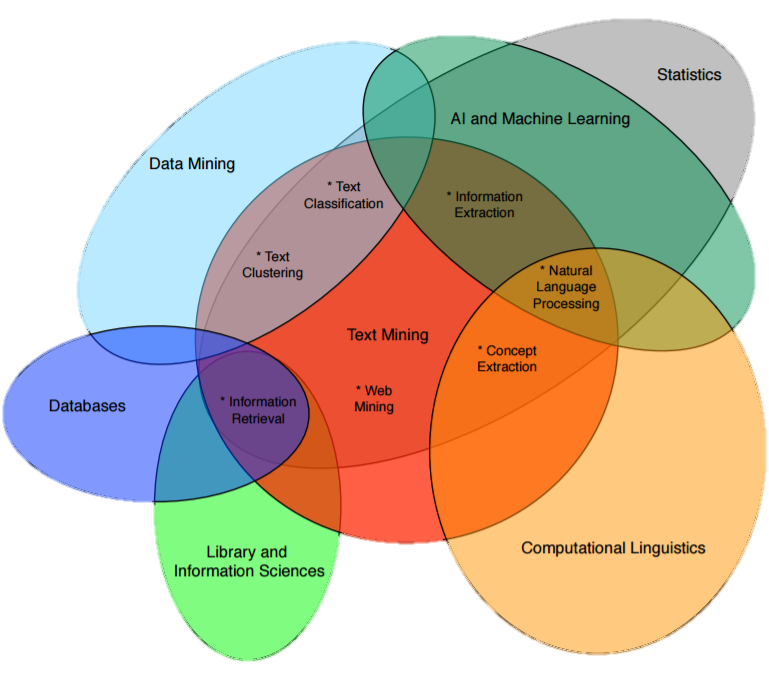 Statistics
AI and Machine Learning
Data Mining
* Text
Classification
* Information
Extraction
* Text
Clustering
* Natural
Language
Processing
Text Mining
* Concept
Extraction
* Web
Mining
Databases
* Information
Retrieval
Library and
Information Sciences
Computational Linguistics